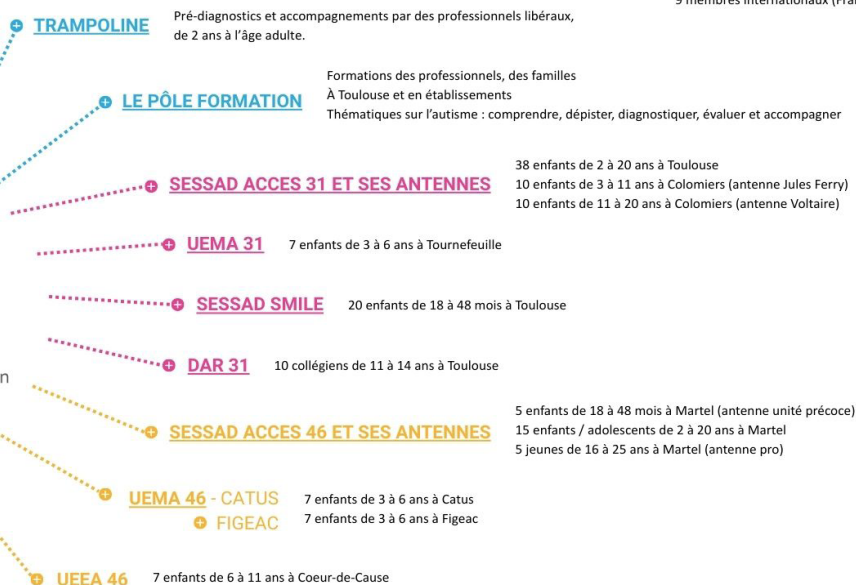 9 membres internationaux
TRAMPOLINE
Pré-diagnostics et accompagnements par des professionnels libéraux,
de 2 ans à l'âge adulte.
LE PÔLE FORMATION
Formations des professionnels, des familles
À Toulouse et en établissements
Thématiques sur l'autisme : comprendre, dépister, diagnostiquer, évaluer et accompagner
SESSAD ACCES 31 ET SES ANTENNES
38 enfants de 2 à 20 ans à Toulouse
10 enfants de 3 à 11 ans à Colomiers (antenne Jules Ferry)
10 enfants de 11 à 20 ans à Colomiers (antenne Voltaire)
UEMA 31
7 enfants de 3 à 6 ans à Tournefeuille
SESSAD SMILE
20 enfants de 18 à 48 mois à Toulouse
DAR 31
10 collégiens de 11 à 14 ans à Toulouse
n
SESSAD ACCES 46 ET SES ANTENNES
5 enfants de 18 à 48 mois à Martel (antenne unité précoce)
15 enfants / adolescents de 2 à 20 ans à Martel
5 jeunes de 16 à 25 ans à Martel (antenne pro)
UEMA 46 - CATUS
7 enfants de 3 à 6 ans à Catus
FIGEAC
7 enfants de 3 à 6 ans à Figeac
UEEA 46
7 enfants de 6 à 11 ans à Coeur-de-Cause